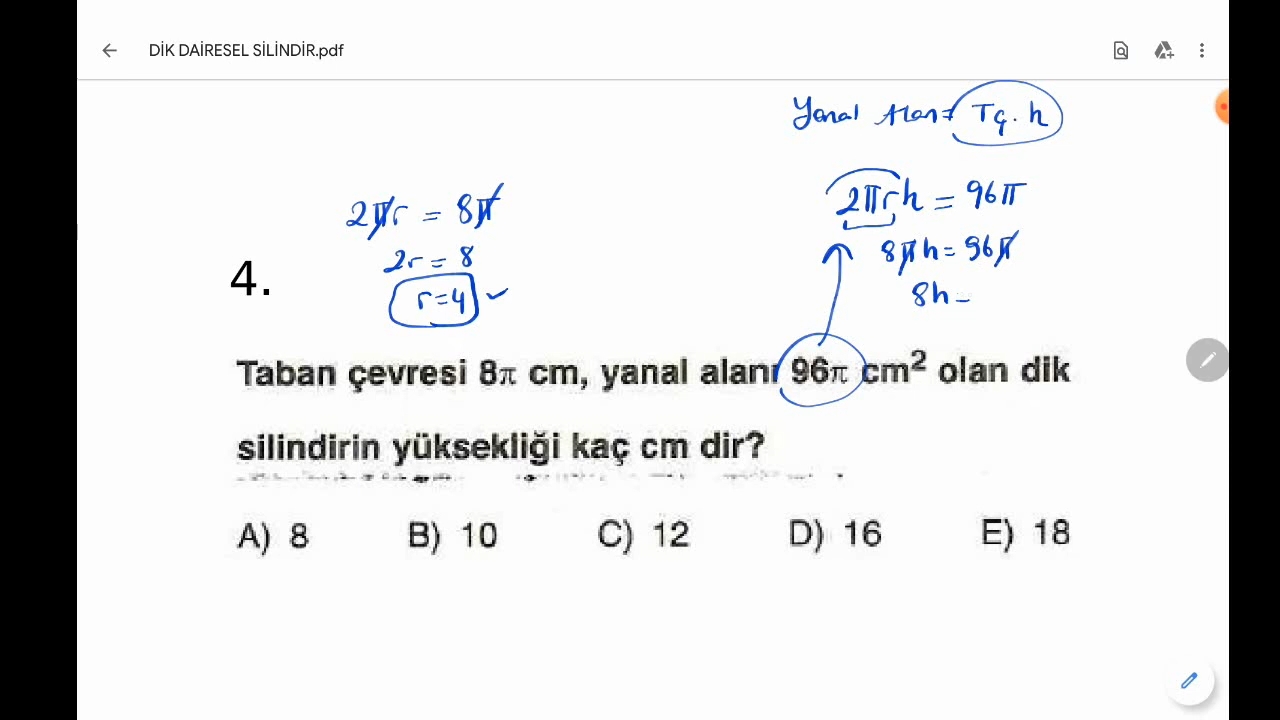 DİK DAİRESEL SİLİNDİR.pdf
Yanal Alan= Tç.h
2πr = 8π
2r = 8
r=4 ✓
2πrh = 96π
8πh = 96π
8h =
4.
Taban çevresi 8π cm, yanal alanı 96π cm² olan dik
silindirin yüksekliği kaç cm dir?
A) 8 B) 10 C) 12 D) 16 E) 18